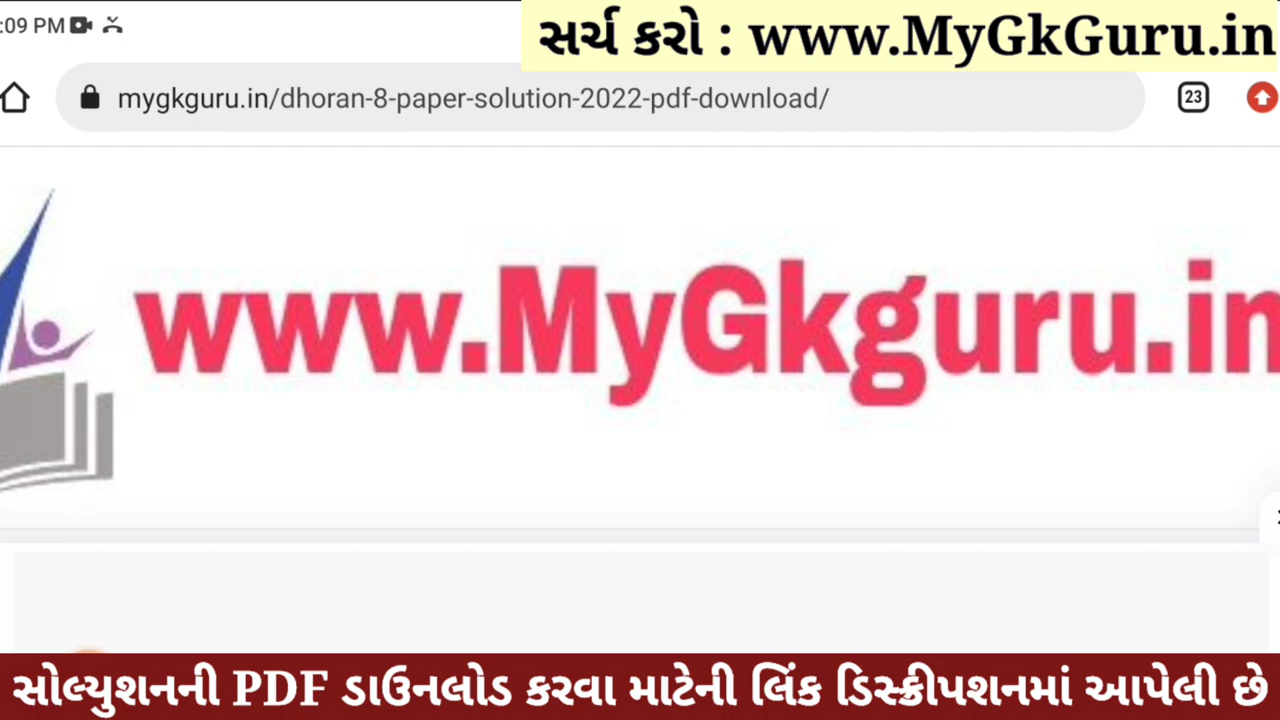 :09 PM
સર્ચ કરો : www.MyGkGuru.in
mygkguru.in/dhoran-8-paper-solution-2022-pdf-download/
23
www.MyGkguru.in
સોલ્યુશનની PDF ડાઉનલોડ કરવા માટેની લિંક ડિસ્ક્રીપશનમાં આપેલી છે